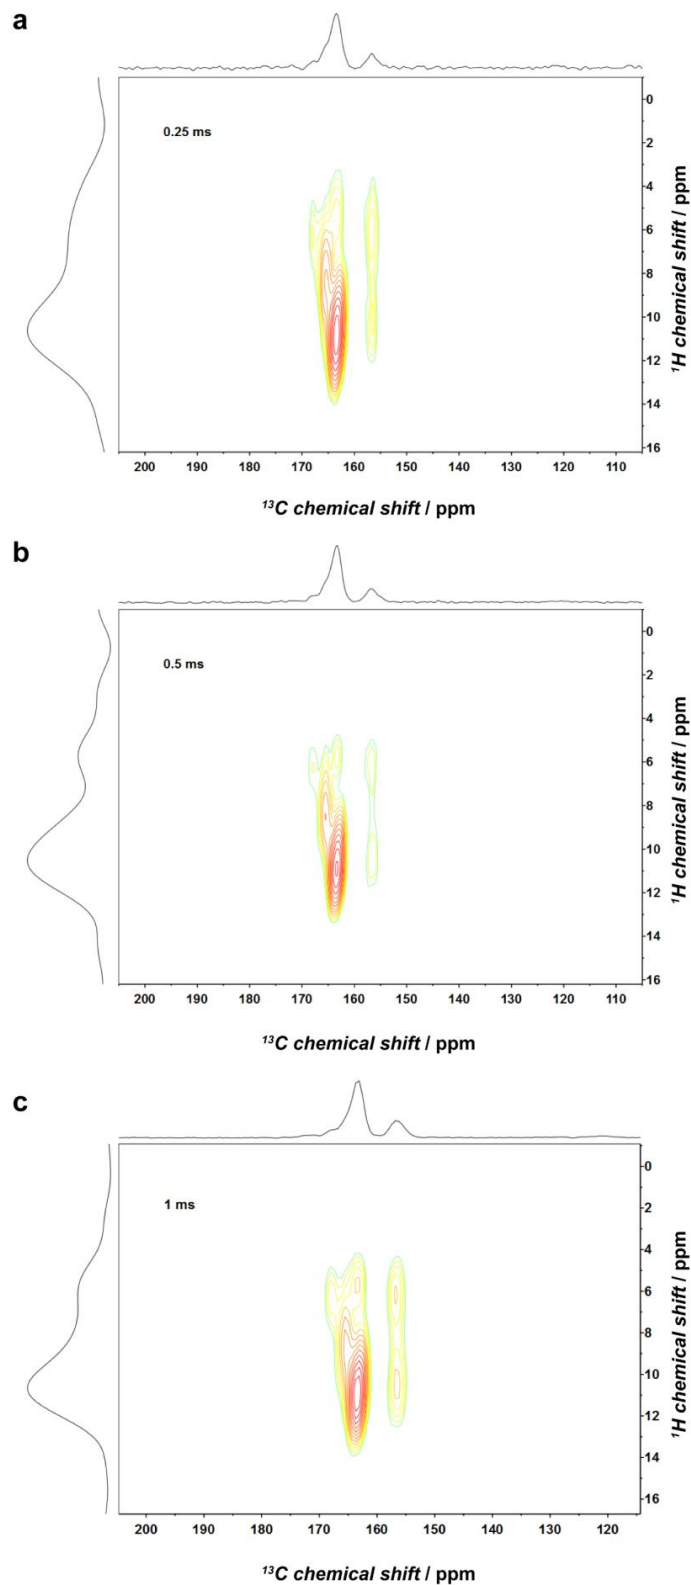 a
0.25 ms
0
2
4
6
8
10
12
14
16
¹H chemical shift / ppm
200 190 180 170 160 150 140 130 120 110
¹³C chemical shift / ppm
b
0.5 ms
0
2
4
6
8
10
12
14
16
¹H chemical shift / ppm
200 190 180 170 160 150 140 130 120 110
¹³C chemical shift / ppm
c
1 ms
0
2
4
6
8
10
12
14
16
¹H chemical shift / ppm
200 190 180 170 160 150 140 130 120
¹³C chemical shift / ppm